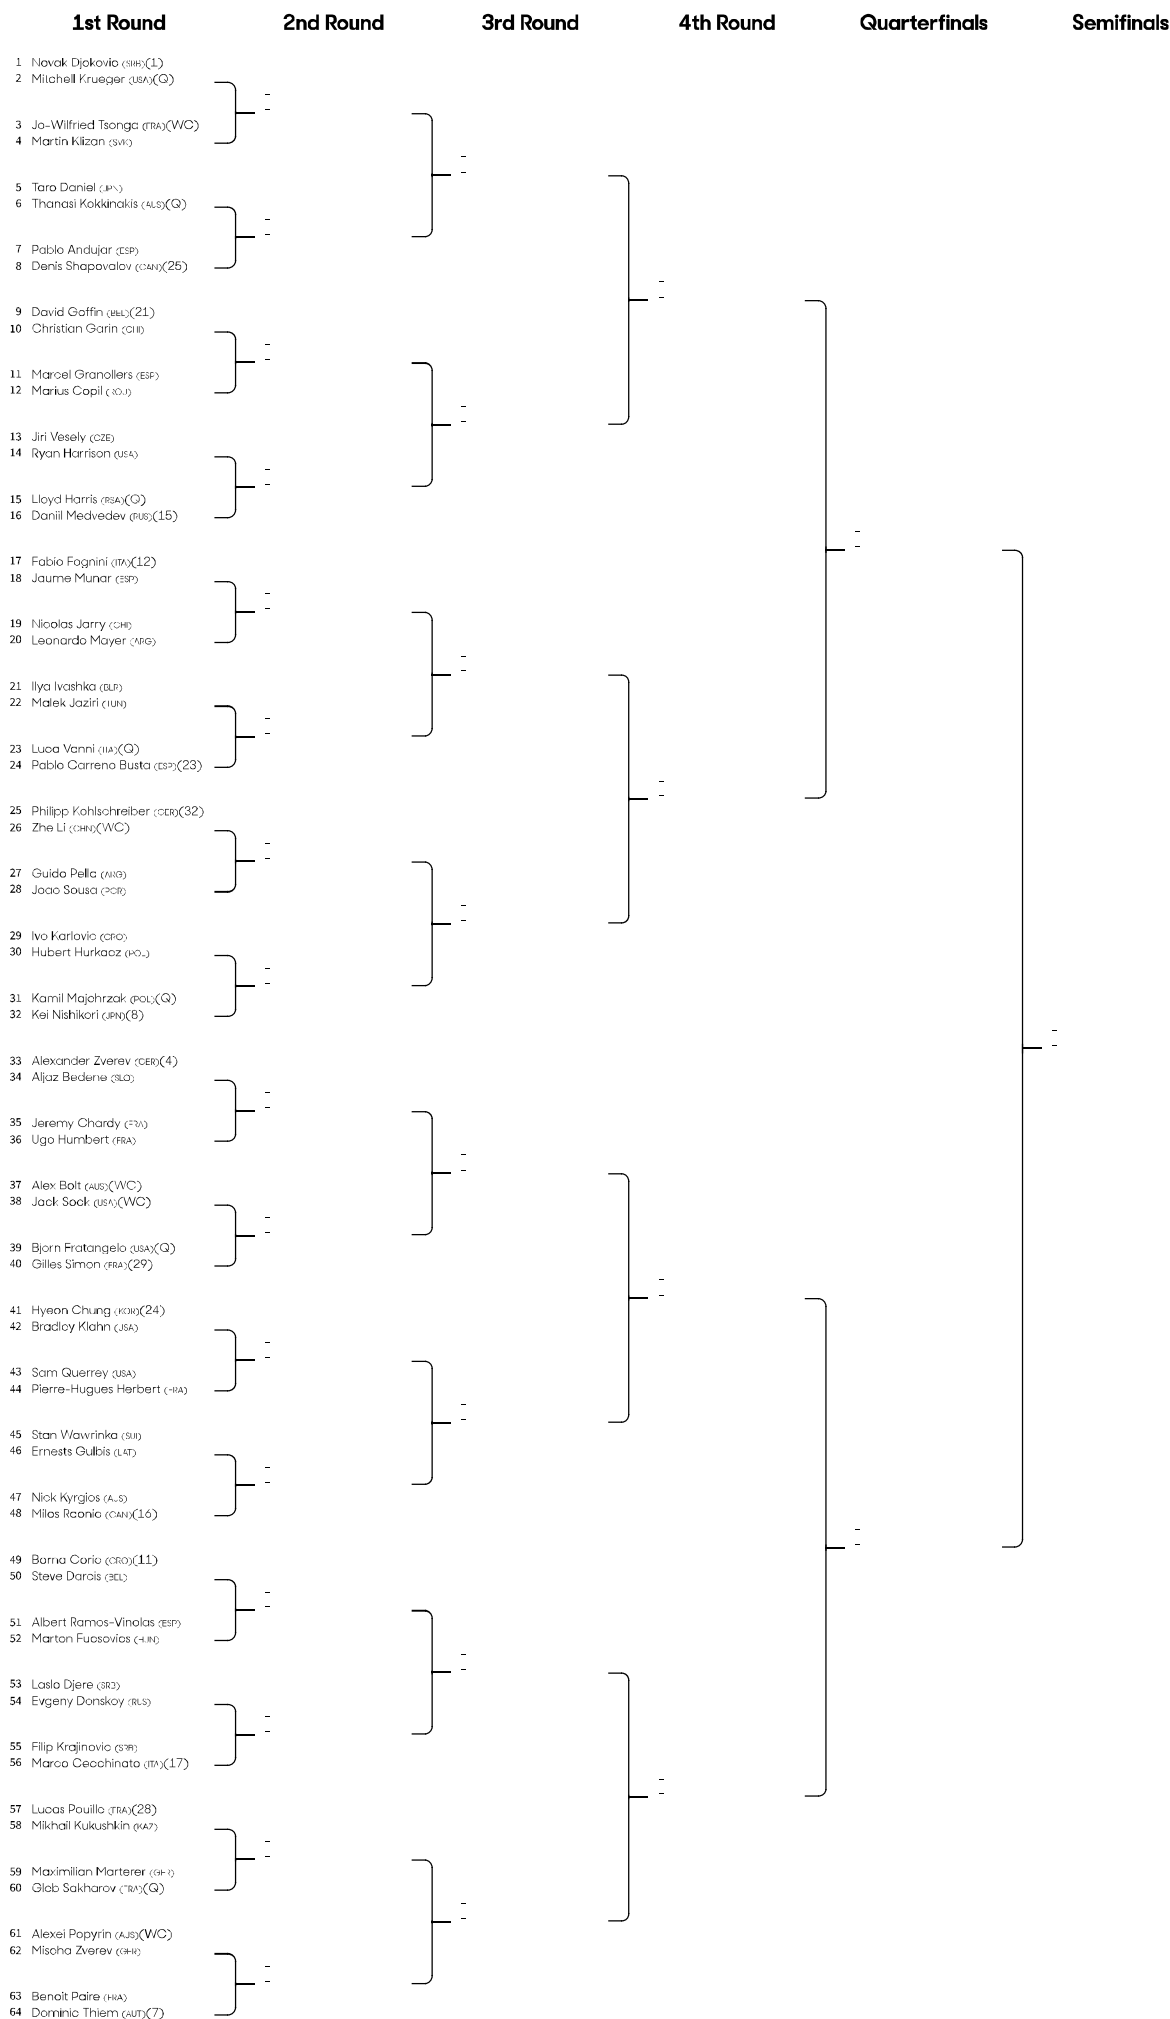 1st Round 2nd Round 3rd Round 4th Round Quarterfinals Semifinals
1 Novak Djokovic (SRB)(1)
2 Mitchell Krueger (USA)(Q)
3 Jo-Wilfried Tsonga (FRA)(WC)
4 Martin Klizan (SVK)
5 Taro Daniel (JPN)
6 Thanasi Kokkinakis (AUS)(Q)
7 Pablo Andujar (ESP)
8 Denis Shapovalov (CAN)(25)
9 David Goffin (BEL)(21)
10 Christian Garin (CHI)
11 Marcel Granollers (ESP)
12 Marius Copil (ROU)
13 Jiri Vesely (CZE)
14 Ryan Harrison (USA)
15 Lloyd Harris (RSA)(Q)
16 Daniil Medvedev (RUS)(15)
17 Fabio Fognini (ITA)(12)
18 Jaume Munar (ESP)
19 Nicolas Jarry (CHI)
20 Leonardo Mayer (ARG)
21 Ilya Ivashka (BLR)
22 Malek Jaziri (TUN)
23 Luca Vanni (ITA)(Q)
24 Pablo Carreno Busta (ESP)(23)
25 Philipp Kohlschreiber (GER)(32)
26 Zhe Li (CHN)(WC)
27 Guido Pella (ARG)
28 Joao Sousa (POR)
29 Ivo Karlovic (CRO)
30 Hubert Hurkacz (POL)
31 Kamil Majchrzak (POL)(Q)
32 Kei Nishikori (JPN)(8)
33 Alexander Zverev (GER)(4)
34 Aljaz Bedene (SLO)
35 Jeremy Chardy (FRA)
36 Ugo Humbert (FRA)
37 Alex Bolt (AUS)(WC)
38 Jack Sock (USA)(WC)
39 Bjorn Fratangelo (USA)(Q)
40 Gilles Simon (FRA)(29)
41 Hyeon Chung (KOR)(24)
42 Bradley Klahn (USA)
43 Sam Querrey (USA)
44 Pierre-Hugues Herbert (FRA)
45 Stan Wawrinka (SUI)
46 Ernests Gulbis (LAT)
47 Nick Kyrgios (AUS)
48 Milos Raonic (CAN)(16)
49 Borna Coric (CRO)(11)
50 Steve Darcis (BEL)
51 Albert Ramos-Vinolas (ESP)
52 Marton Fucsovics (HUN)
53 Laslo Djere (SRB)
54 Evgeny Donskoy (RUS)
55 Filip Krajinovic (SRB)
56 Marco Cecchinato (ITA)(17)
57 Lucas Pouille (FRA)(28)
58 Mikhail Kukushkin (KAZ)
59 Maximilian Marterer (GER)
60 Gleb Sakharov (FRA)(Q)
61 Alexei Popyrin (AUS)(WC)
62 Mischa Zverev (GER)
63 Benoit Paire (FRA)
64 Dominic Thiem (AUT)(7)